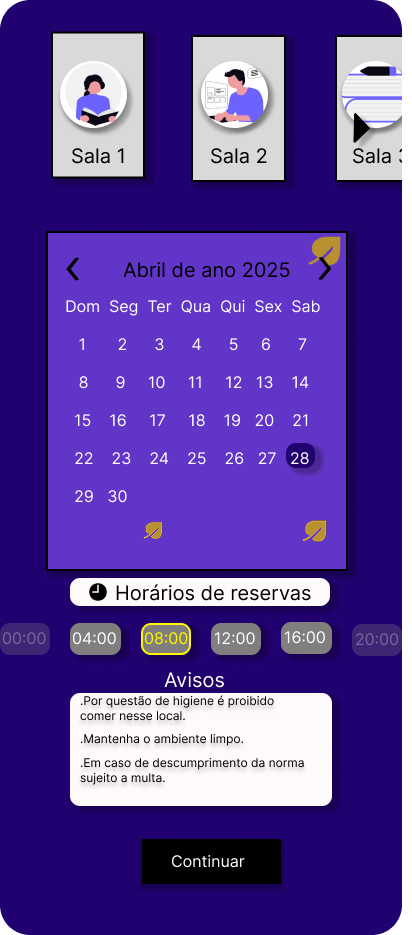 Sala 1 Sala 2 Sala 3
Abril de ano 2025
Dom Seg Ter Qua Qui Sex Sab
1 2 3 4 5 6 7
8 9 10 11 12 13 14
15 16 17 18 19 20 21
22 23 24 25 26 27 28
29 30
Horários de reservas
00:00 04:00 08:00 12:00 16:00 20:00
Avisos
.Por questão de higiene é proibido
comer nesse local.
.Mantenha o ambiente limpo.
.Em caso de descumprimento da norma
sujeito a multa.
Continuar